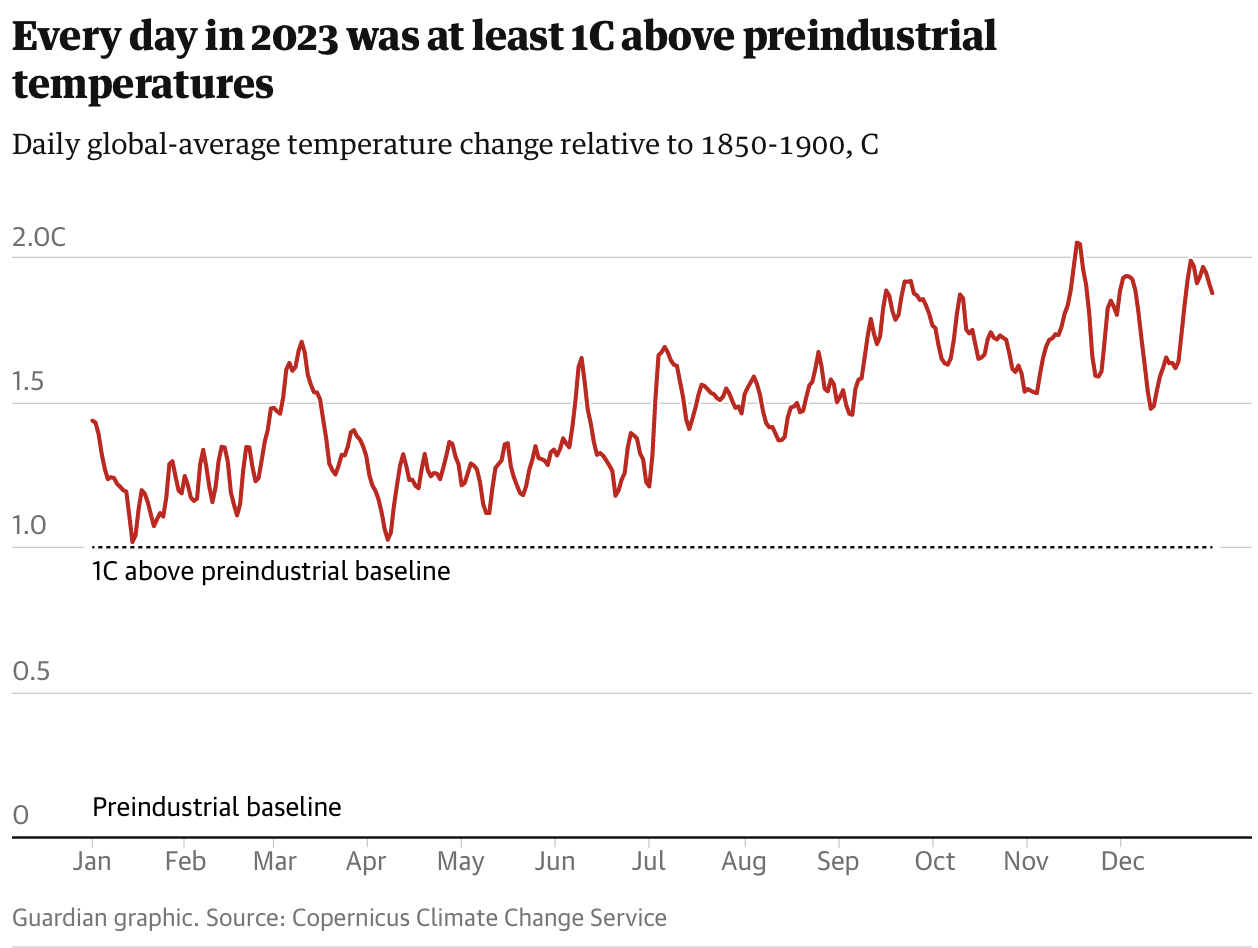 Every day in 2023 was at least 1C above preindustrial
temperatures
Daily global-average temperature change relative to 1850-1900, C
2.0C
1.5
1.0
1C above preindustrial baseline
0.5
Preindustrial baseline
0
Jan Feb Mar Apr May Jun Jul Aug Sep Oct Nov Dec
Guardian graphic. Source: Copernicus Climate Change Service